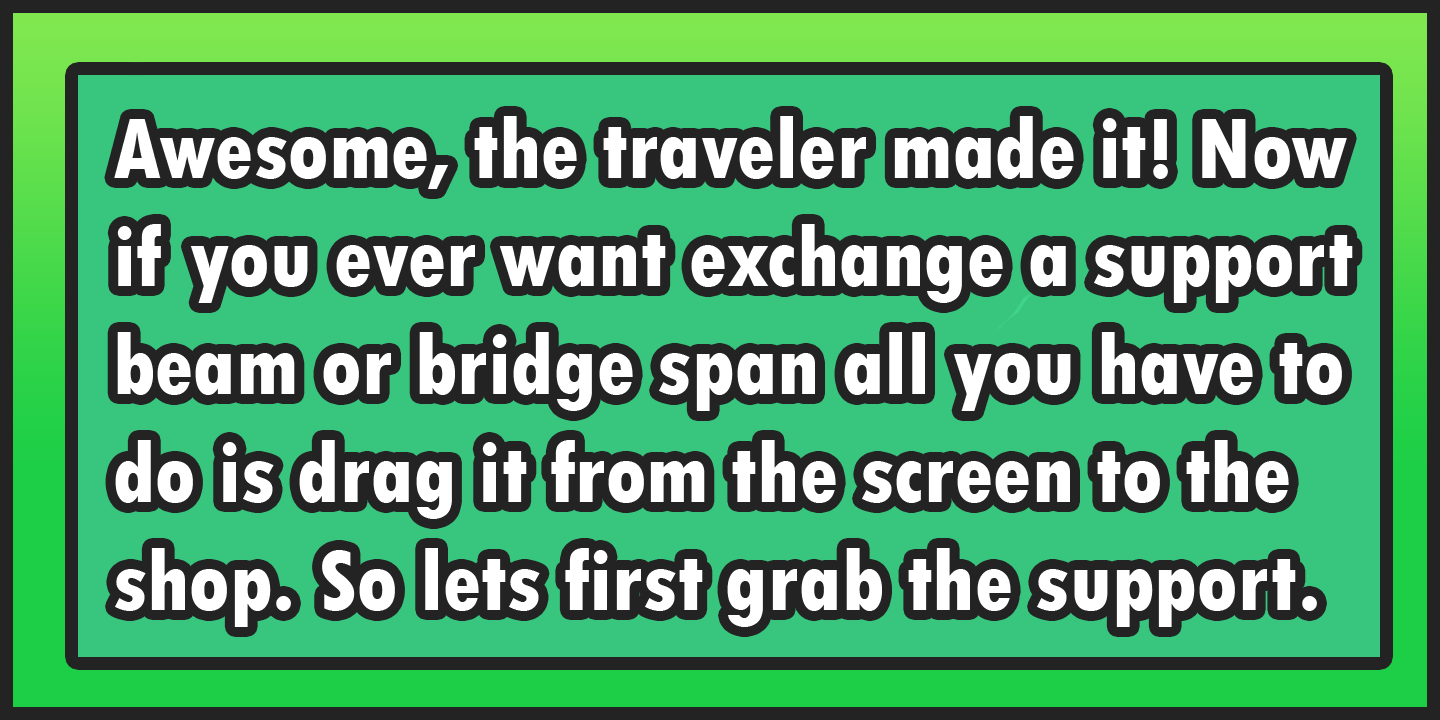 Awesome, the traveler made it! Now
if you ever want exchange a support
beam or bridge span all you have to
do is drag it from the screen to the
shop. So lets first grab the support.